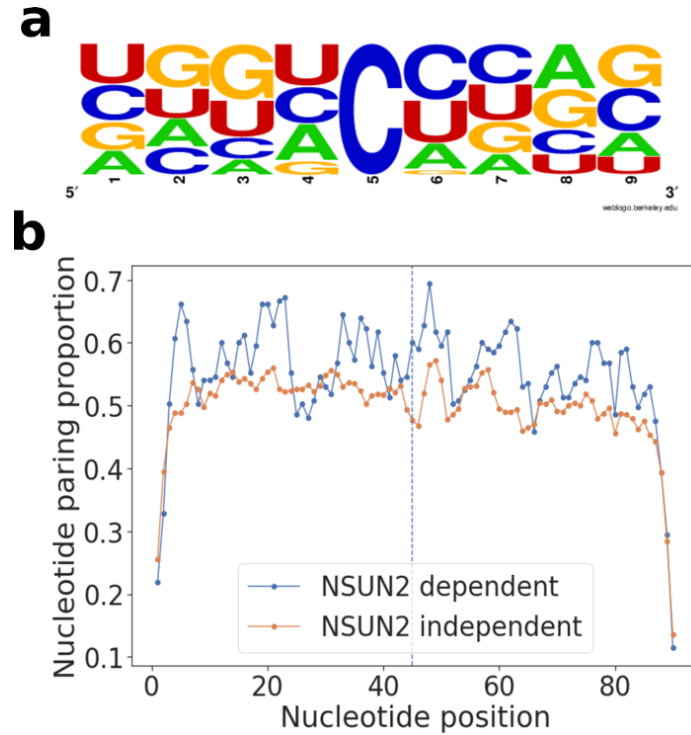 a
UGGUCCCAG
CUUCUUGC
GACAAGCA
ACAGGAUU
1 2 3 4 5 6 7 8 9
5′ 3′
weblogo.berkeley.edu
b
Nucleotide paring proportion
0.7
0.6
0.5
0.4
0.3
0.2
0.1
NSUN2 dependent
NSUN2 independent
0 20 40 60 80
Nucleotide position